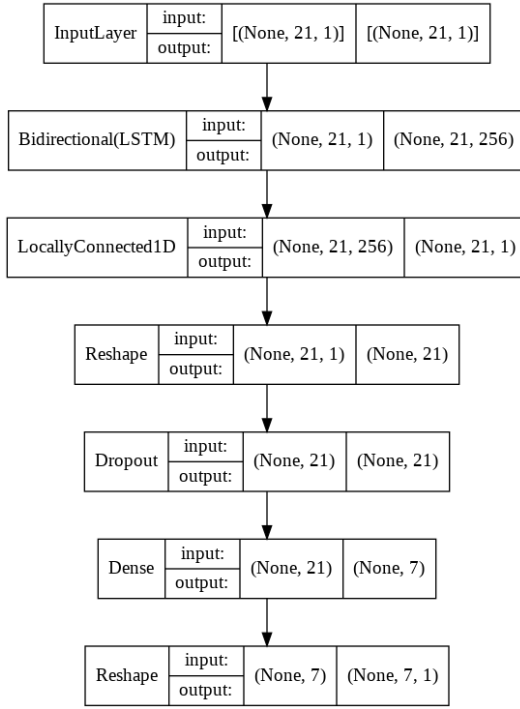 InputLayer input: output: [(None, 21, 1)] [(None, 21, 1)]
Bidirectional(LSTM) input: output: (None, 21, 1) (None, 21, 256)
LocallyConnected1D input: output: (None, 21, 256) (None, 21, 1)
Reshape input: output: (None, 21, 1) (None, 21)
Dropout input: output: (None, 21) (None, 21)
Dense input: output: (None, 21) (None, 7)
Reshape input: output: (None, 7) (None, 7, 1)